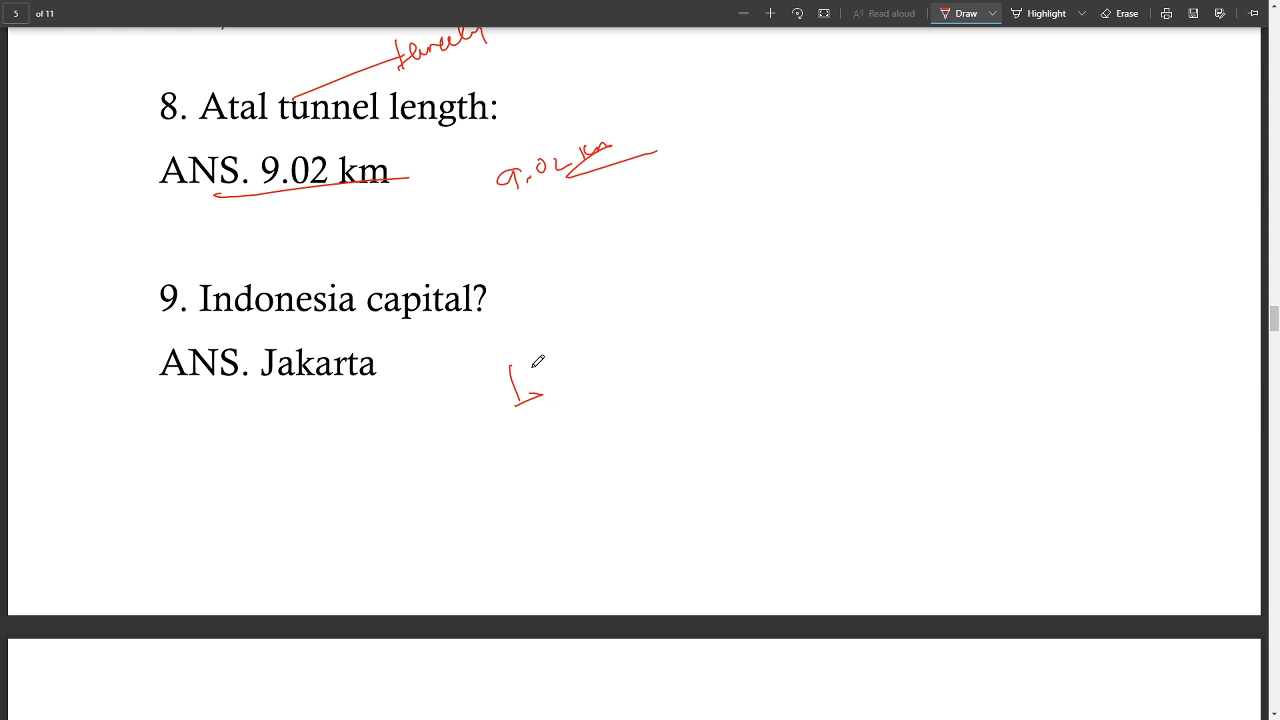 5 of 11 Read aloud Draw Highlight Erase
8. Atal tunnel length:
ANS. 9.02 km
9.02 km
9. Indonesia capital?
ANS. Jakarta